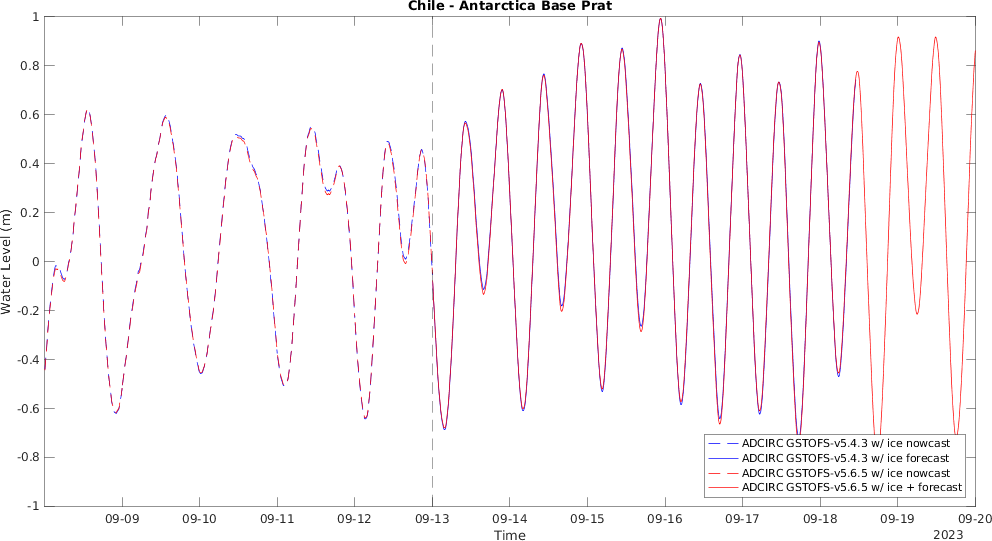 Chile - Antarctica Base Prat
Water Level (m)
1
0.8
0.6
0.4
0.2
0
-0.2
-0.4
-0.6
-0.8
-1
ADCIRC GSTOFS-v5.4.3 w/ ice nowcast
ADCIRC GSTOFS-v5.4.3 w/ ice forecast
ADCIRC GSTOFS-v5.6.5 w/ ice nowcast
ADCIRC GSTOFS-v5.6.5 w/ ice + forecast
09-09 09-10 09-11 09-12 09-13 09-14 09-15 09-16 09-17 09-18 09-19 09-20
Time
2023